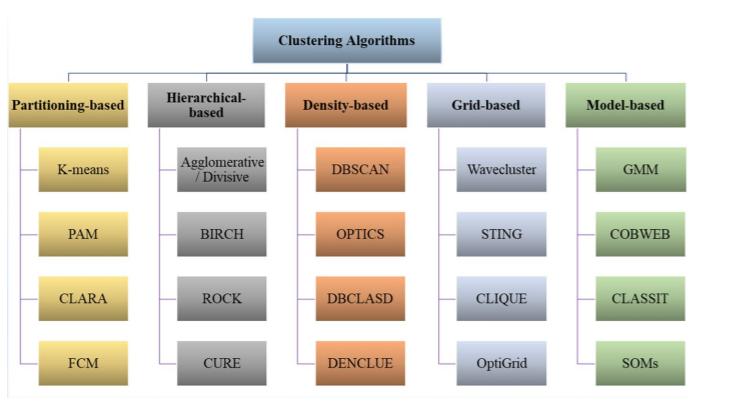 Clustering Algorithms
Partitioning-based
Hierarchical-
based
Density-based
Grid-based
Model-based
K-means
Agglomerative
/ Divisive
DBSCAN
Wavecluster
GMM
PAM
BIRCH
OPTICS
STING
COBWEB
CLARA
ROCK
DBCLASD
CLIQUE
CLASSIT
FCM
CURE
DENCLUE
OptiGrid
SOMs